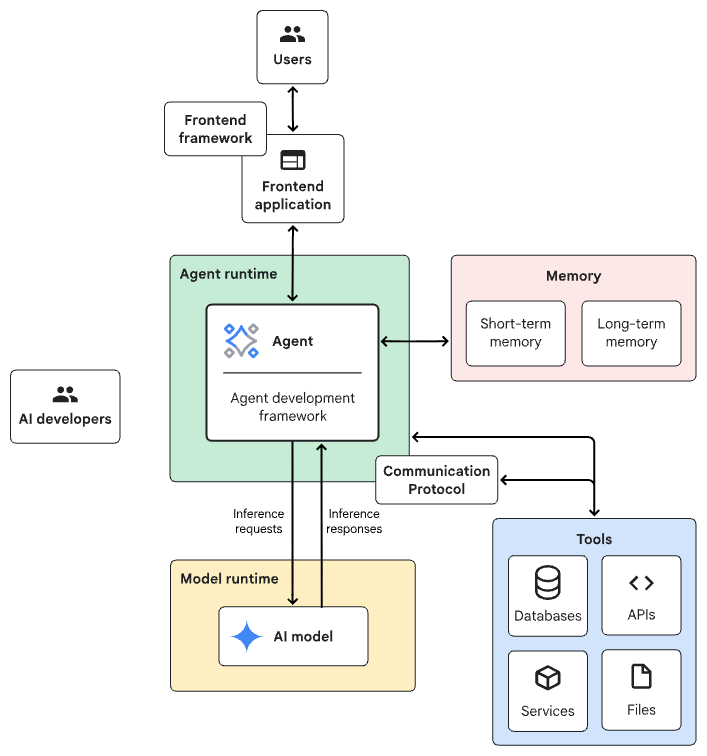 Users
Frontend
framework
Frontend
application
Agent runtime
Agent
Agent development
framework
Memory
Short-term
memory
Long-term
memory
AI developers
Communication
Protocol
Inference
requests
Inference
responses
Tools
Databases
APIs
Services
Files
Model runtime
AI model